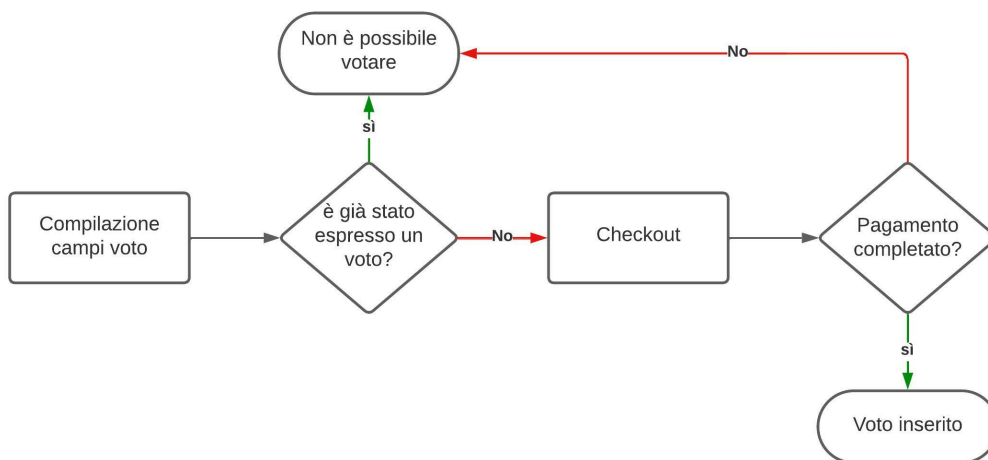 Non è possibile
votare
No
sì
Compilazione
campi voto
è già stato
espresso un
voto?
No
Checkout
Pagamento
completato?
sì
Voto inserito